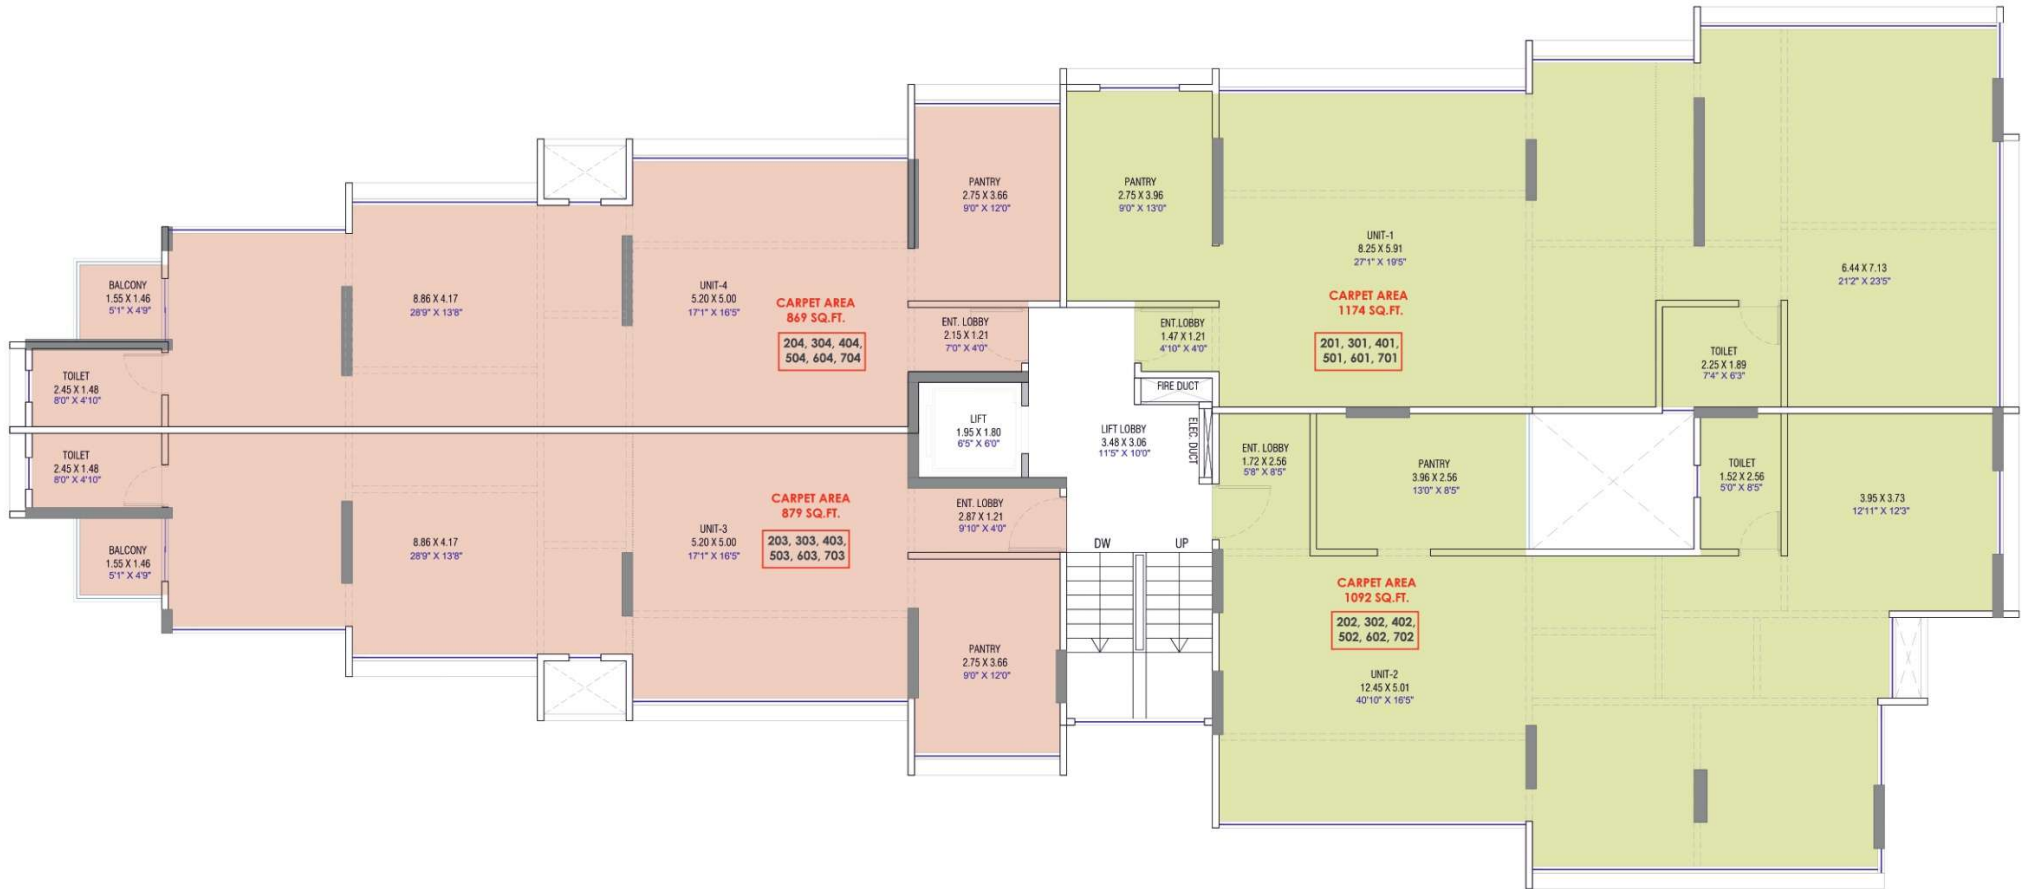 BALCONY
1.55 X 1.46
5'1" X 4'9"
TOILET
2.45 X 1.48
8'0" X 4'10"
TOILET
2.45 X 1.48
8'0" X 4'10"
BALCONY
1.55 X 1.46
5'1" X 4'9"
8.86 X 4.17
28'9" X 13'8"
8.86 X 4.17
28'9" X 13'8"
UNIT-4
5.20 X 5.00
17'1" X 16'5"
CARPET AREA
869 SQ.FT.
204, 304, 404,
504, 604, 704
PANTRY
2.75 X 3.66
9'0" X 12'0"
ENT. LOBBY
2.15 X 1.21
7'0" X 4'0"
LIFT
1.95 X 1.80
6'5" X 6'0"
UNIT-3
5.20 X 5.00
17'1" X 16'5"
CARPET AREA
879 SQ.FT.
203, 303, 403,
503, 603, 703
ENT. LOBBY
2.87 X 1.21
9'10" X 4'0"
PANTRY
2.75 X 3.66
9'0" X 12'0"
PANTRY
2.75 X 3.96
9'0" X 13'0"
ENT.LOBBY
1.47 X 1.21
4'10" X 4'0"
FIRE DUCT
ELEC. DUCT
LIFT LOBBY
3.48 X 3.06
11'5" X 10'0"
DW
UP
UNIT-1
8.25 X 5.91
27'1" X 19'5"
CARPET AREA
1174 SQ.FT.
201, 301, 401,
501, 601, 701
6.44 X 7.13
21'2" X 23'5"
TOILET
2.25 X 1.89
7'4" X 6'3"
ENT. LOBBY
1.72 X 2.56
5'8" X 8'5"
PANTRY
3.96 X 2.56
13'0" X 8'5"
TOILET
1.52 X 2.56
5'0" X 8'5"
3.95 X 3.73
12'11" X 12'3"
CARPET AREA
1092 SQ.FT.
202, 302, 402,
502, 602, 702
UNIT-2
12.45 X 5.01
40'10" X 16'5"